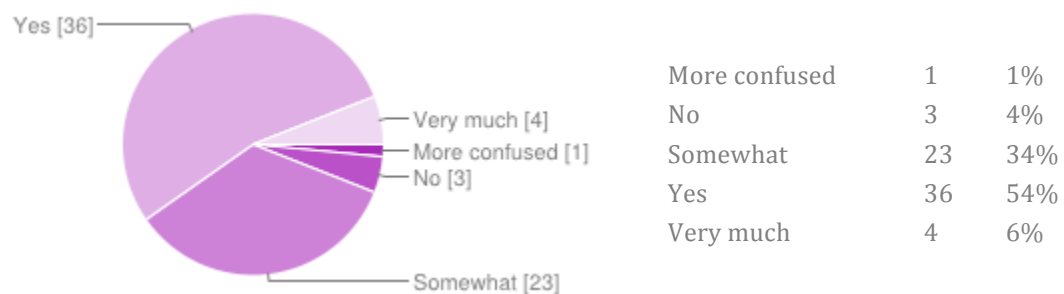 Yes [36]
Very much [4]
More confused [1]
No [3]
Somewhat [23]
More confused 1 1%
No 3 4%
Somewhat 23 34%
Yes 36 54%
Very much 4 6%